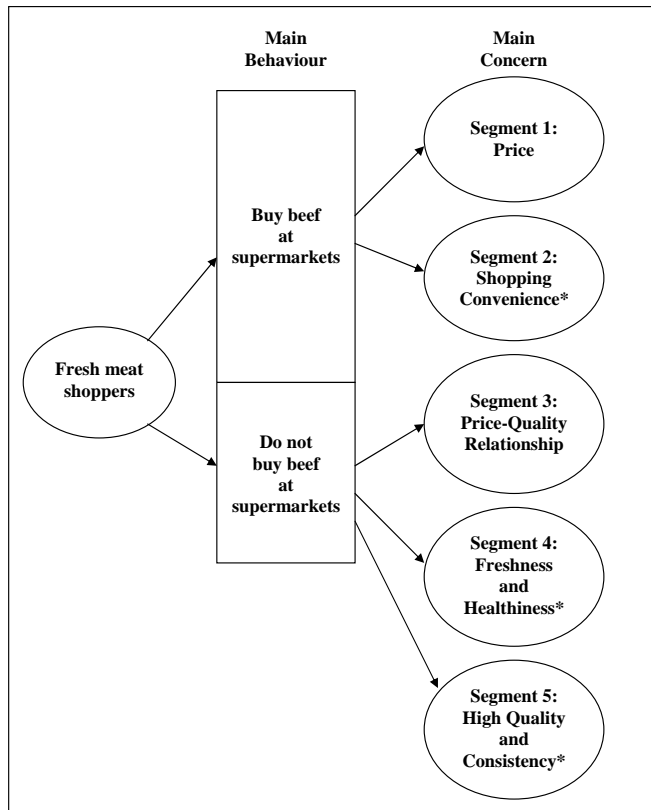 Main
Behaviour
Main
Concern
Segment 1:
Price
Buy beef
at
supermarkets
Segment 2:
Shopping
Convenience*
Fresh meat
shoppers
Segment 3:
Price-Quality
Relationship
Do not
buy beef
at
supermarkets
Segment 4:
Freshness
and
Healthiness*
Segment 5:
High Quality
and
Consistency*